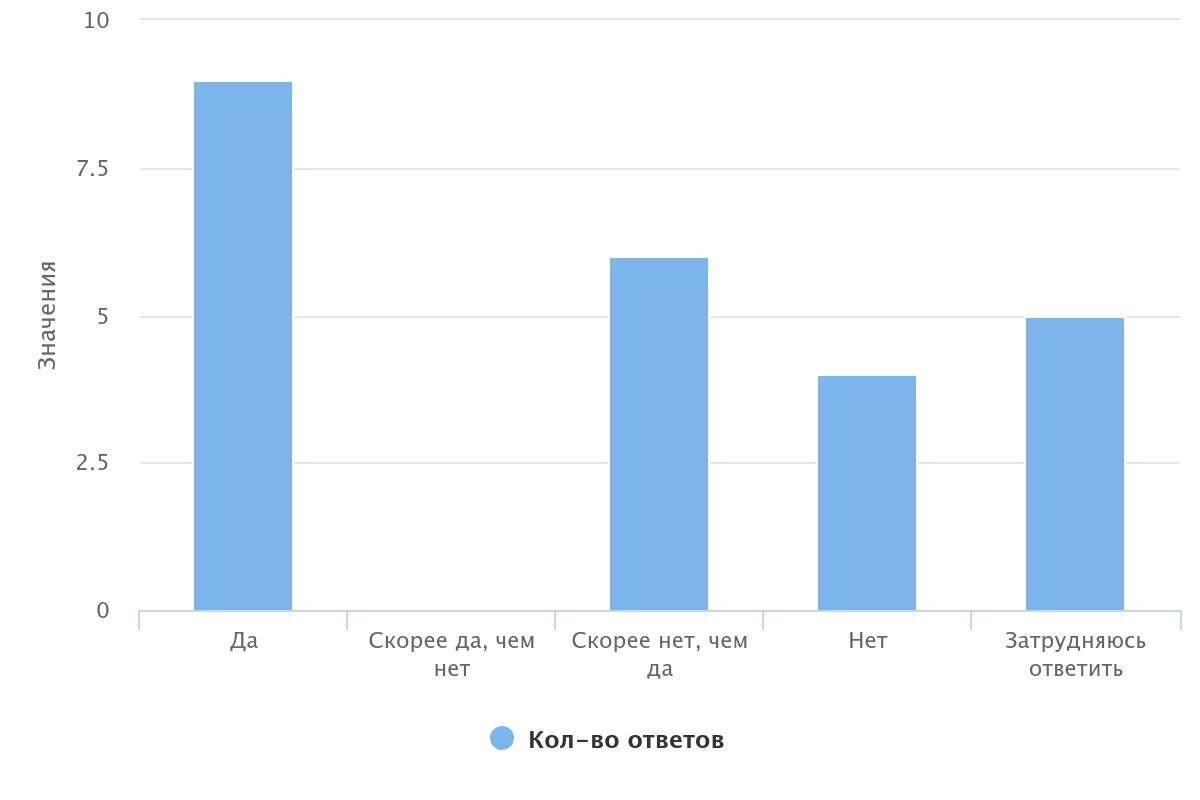 10
7.5
5
2.5
0
Значения
Да
Скорее да, чем
нет
Скорее нет, чем
да
Нет
Затрудняюсь
ответить
Кол-во ответов